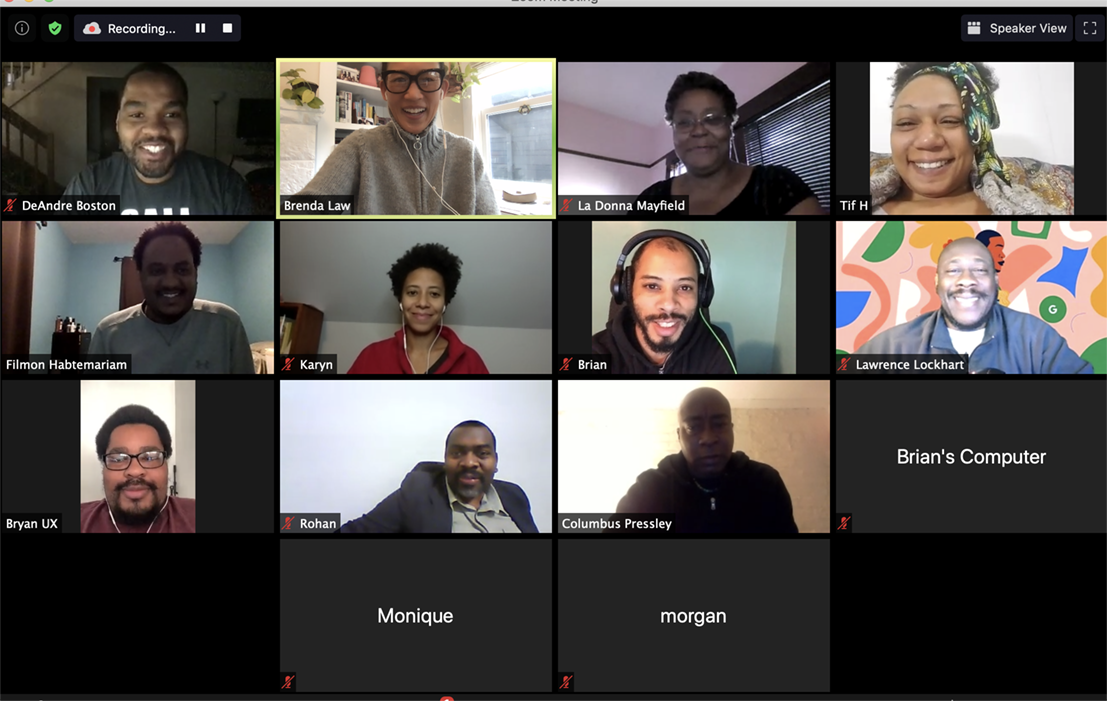 Zoom Meeting
Recording...
Speaker View
DeAndre Boston
Brenda Law
La Donna Mayfield
Tif H
Filmon Habtemariam
Karyn
Brian
G
Lawrence Lockhart
Bryan UX
Rohan
Columbus Pressley
Brian's Computer
Monique
morgan